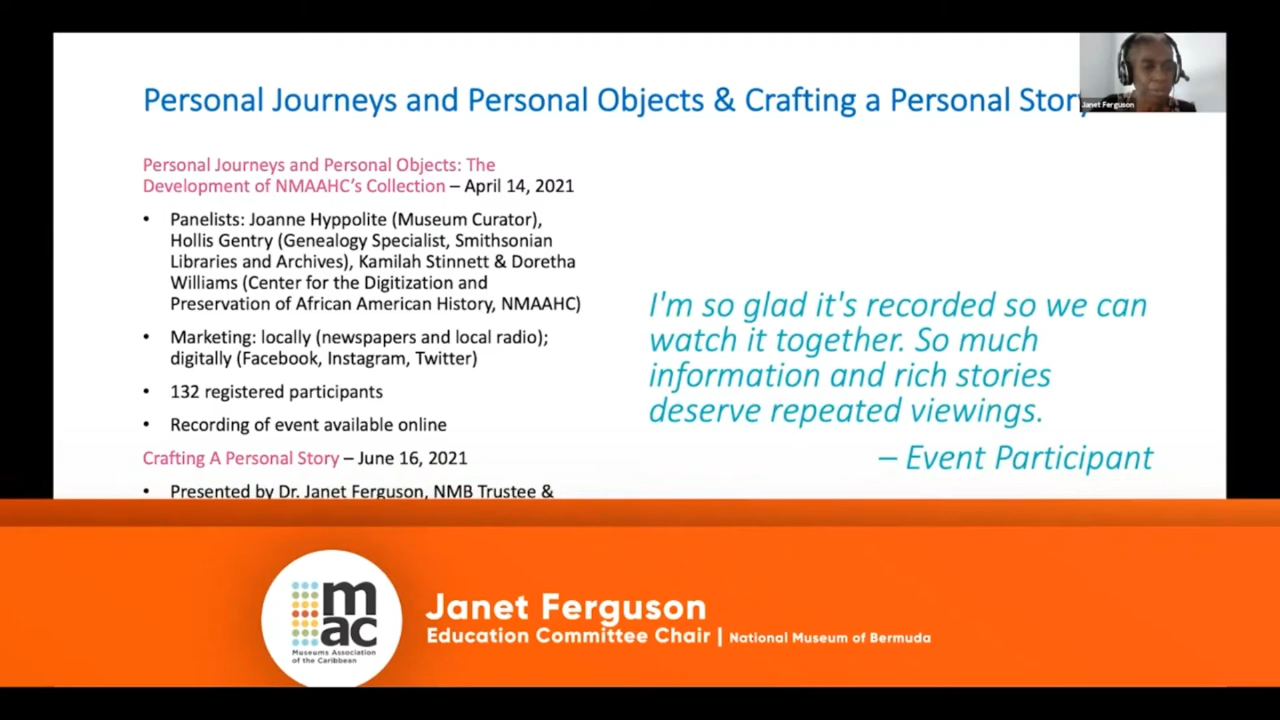 Personal Journeys and Personal Objects & Crafting a Personal Story
Janet Ferguson
Personal Journeys and Personal Objects: The
Development of NMAAHC's Collection – April 14, 2021
• Panelists: Joanne Hyppolite (Museum Curator),
Hollis Gentry (Genealogy Specialist, Smithsonian
Libraries and Archives), Kamilah Stinnett & Doretha
Williams (Center for the Digitization and
Preservation of African American History, NMAAHC)
• Marketing: locally (newspapers and local radio);
digitally (Facebook, Instagram, Twitter)
• 132 registered participants
• Recording of event available online
Crafting A Personal Story – June 16, 2021
• Presented by Dr. Janet Ferguson, NMB Trustee &
I'm so glad it's recorded so we can
watch it together. So much
information and rich stories
deserve repeated viewings.
– Event Participant
mac
Museums Association
of the Caribbean
Janet Ferguson
Education Committee Chair | National Museum of Bermuda